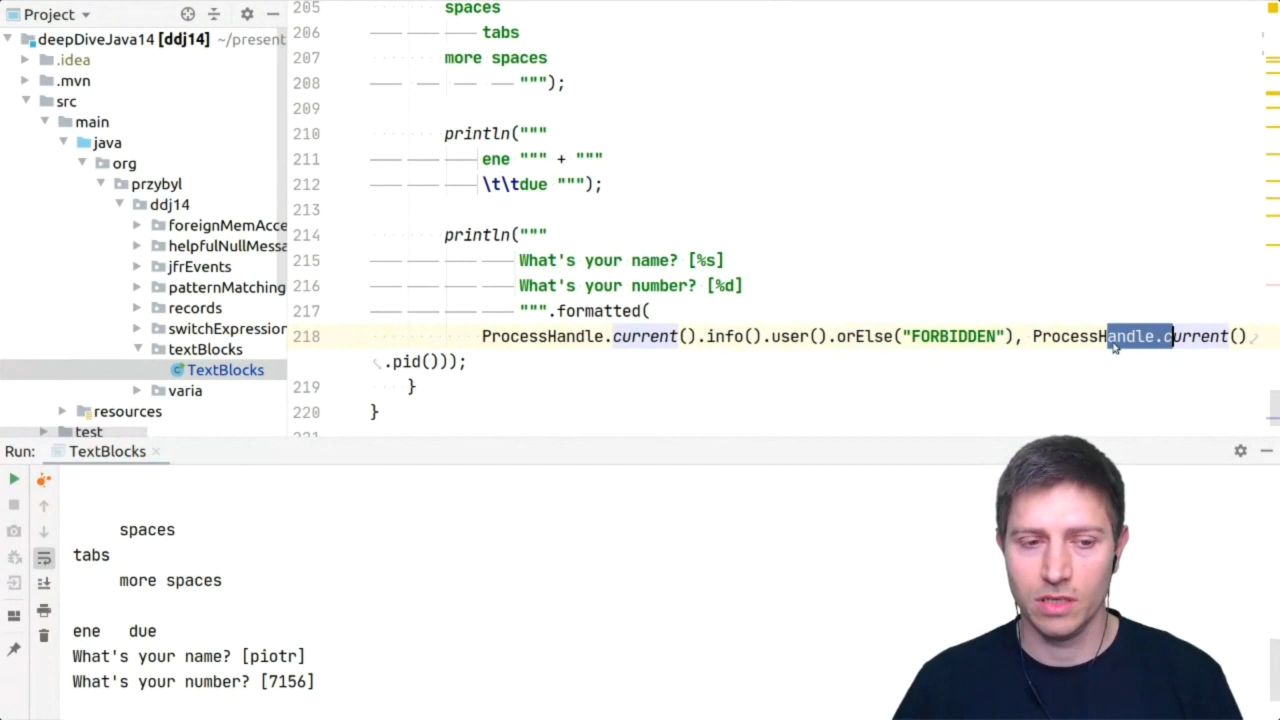 Project
deepDiveJava14 [ddj14] ~/present
.idea
.mvn
src
main
java
org
przybyl
ddj14
foreignMemAcce
helpfulNullMessa
jfrEvents
patternMatching
records
switchExpression
textBlocks
TextBlocks
varia
resources
test
205 spaces
206 tabs
207 more spaces
208 """);
209
210 println("""
211 ene """ + """
212 \t\tdue """);
213
214 println("""
215 What's your name? [%s]
216 What's your number? [%d]
217 """.formatted(
218 ProcessHandle.current().info().user().orElse("FORBIDDEN"), ProcessHandle.current()
.pid()));
219 }
220 }
221
Run: TextBlocks
spaces
tabs
more spaces
ene due
What's your name? [piotr]
What's your number? [7156]